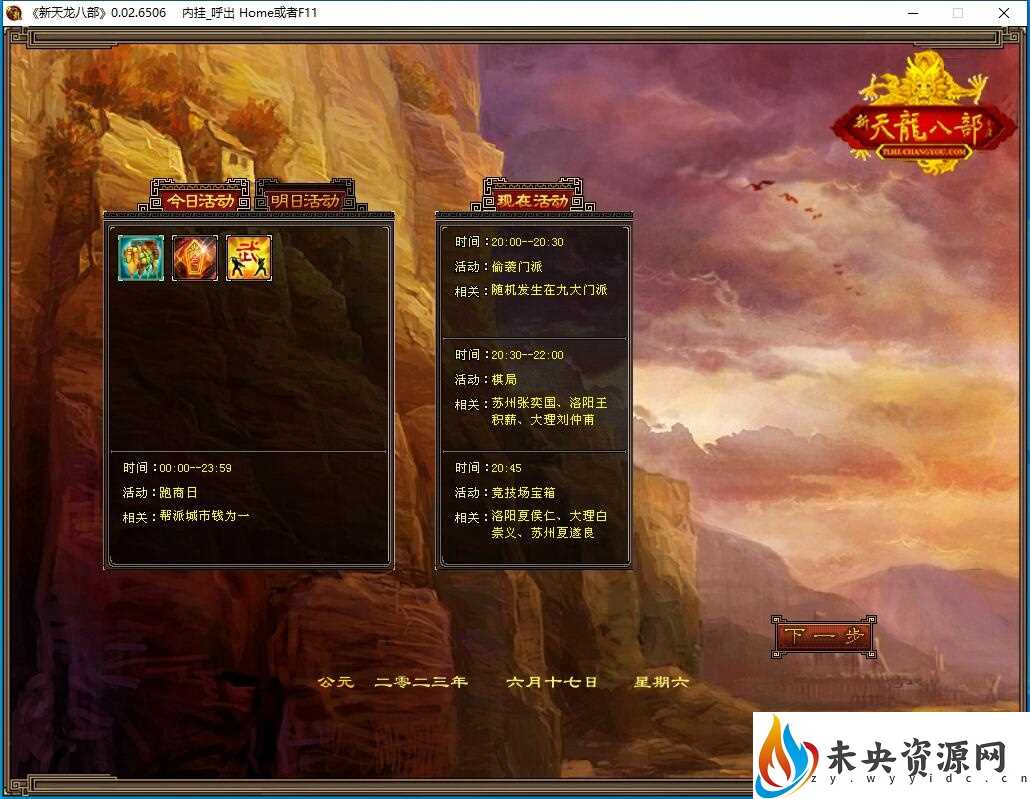 《新天龙八部》0.02.6506 内挂_呼出 Home或者F11
新天龍八部
TLHJ.CHANGYOU.COM
今日活动 明日活动
现在活动
武
时间：00:00--23:59
活动：跑商日
相关：帮派城市钱为一
时间：20:00--20:30
活动：偷袭门派
相关：随机发生在九大门派
时间：20:30--22:00
活动：棋局
相关：苏州张奕国、洛阳王
积薪、大理刘仲甫
时间：20:45
活动：竞技场宝箱
相关：洛阳夏侯仁、大理白
崇义、苏州夏遂良
下一步
公元 二零二三年 六月十七日 星期六
未央资源网
zy.wyyidc.cn